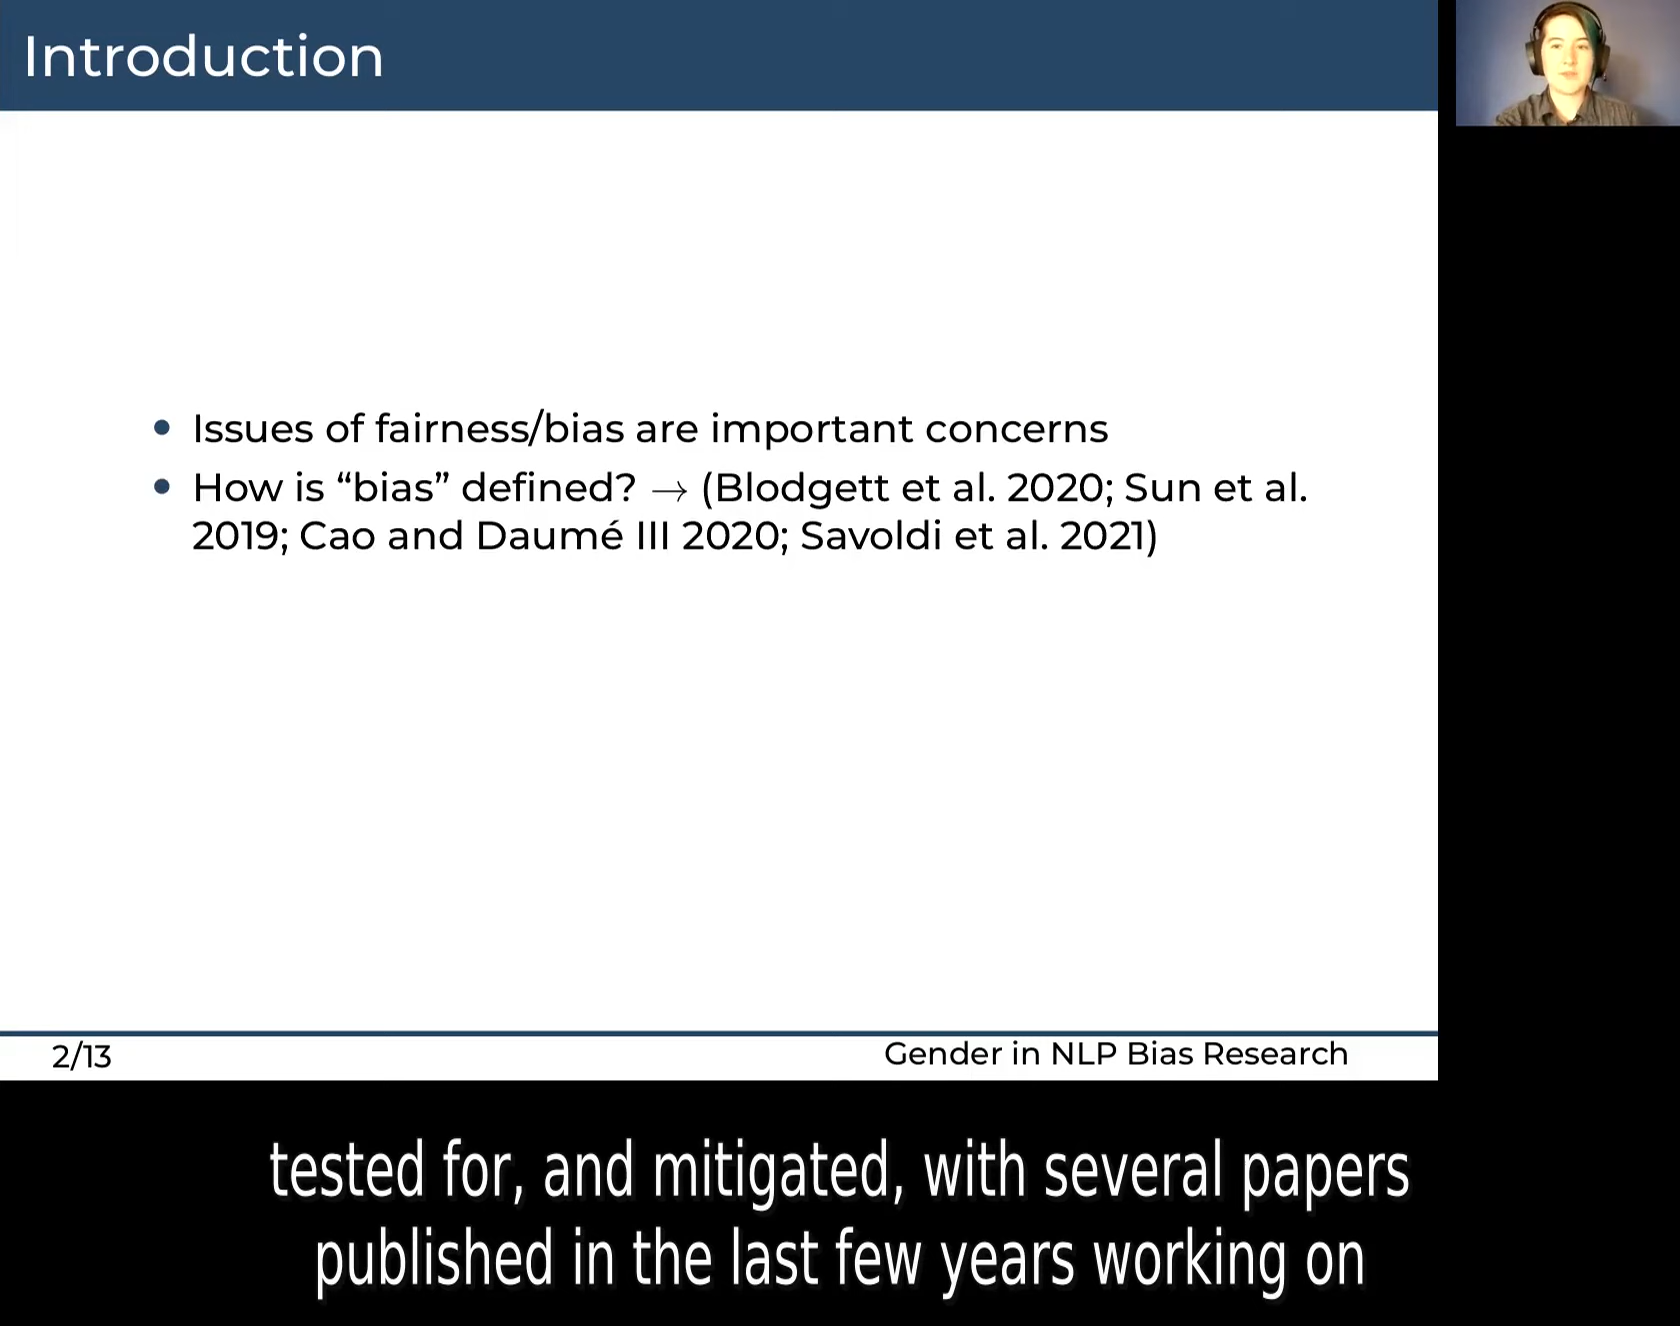 Introduction
• Issues of fairness/bias are important concerns
• How is “bias” defined? → (Blodgett et al. 2020; Sun et al.
2019; Cao and Daumé III 2020; Savoldi et al. 2021)
2/13
Gender in NLP Bias Research
tested for, and mitigated, with several papers
published in the last few years working on